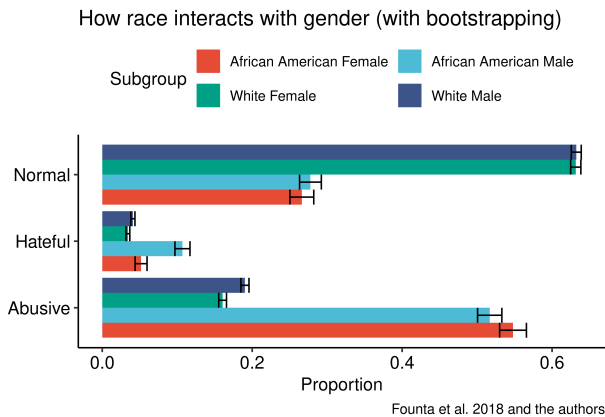 How race interacts with gender (with bootstrapping)
Subgroup
African American Female
African American Male
White Female
White Male
Normal
Hateful
Abusive
0.0
0.2
0.4
0.6
Proportion
Founta et al. 2018 and the authors